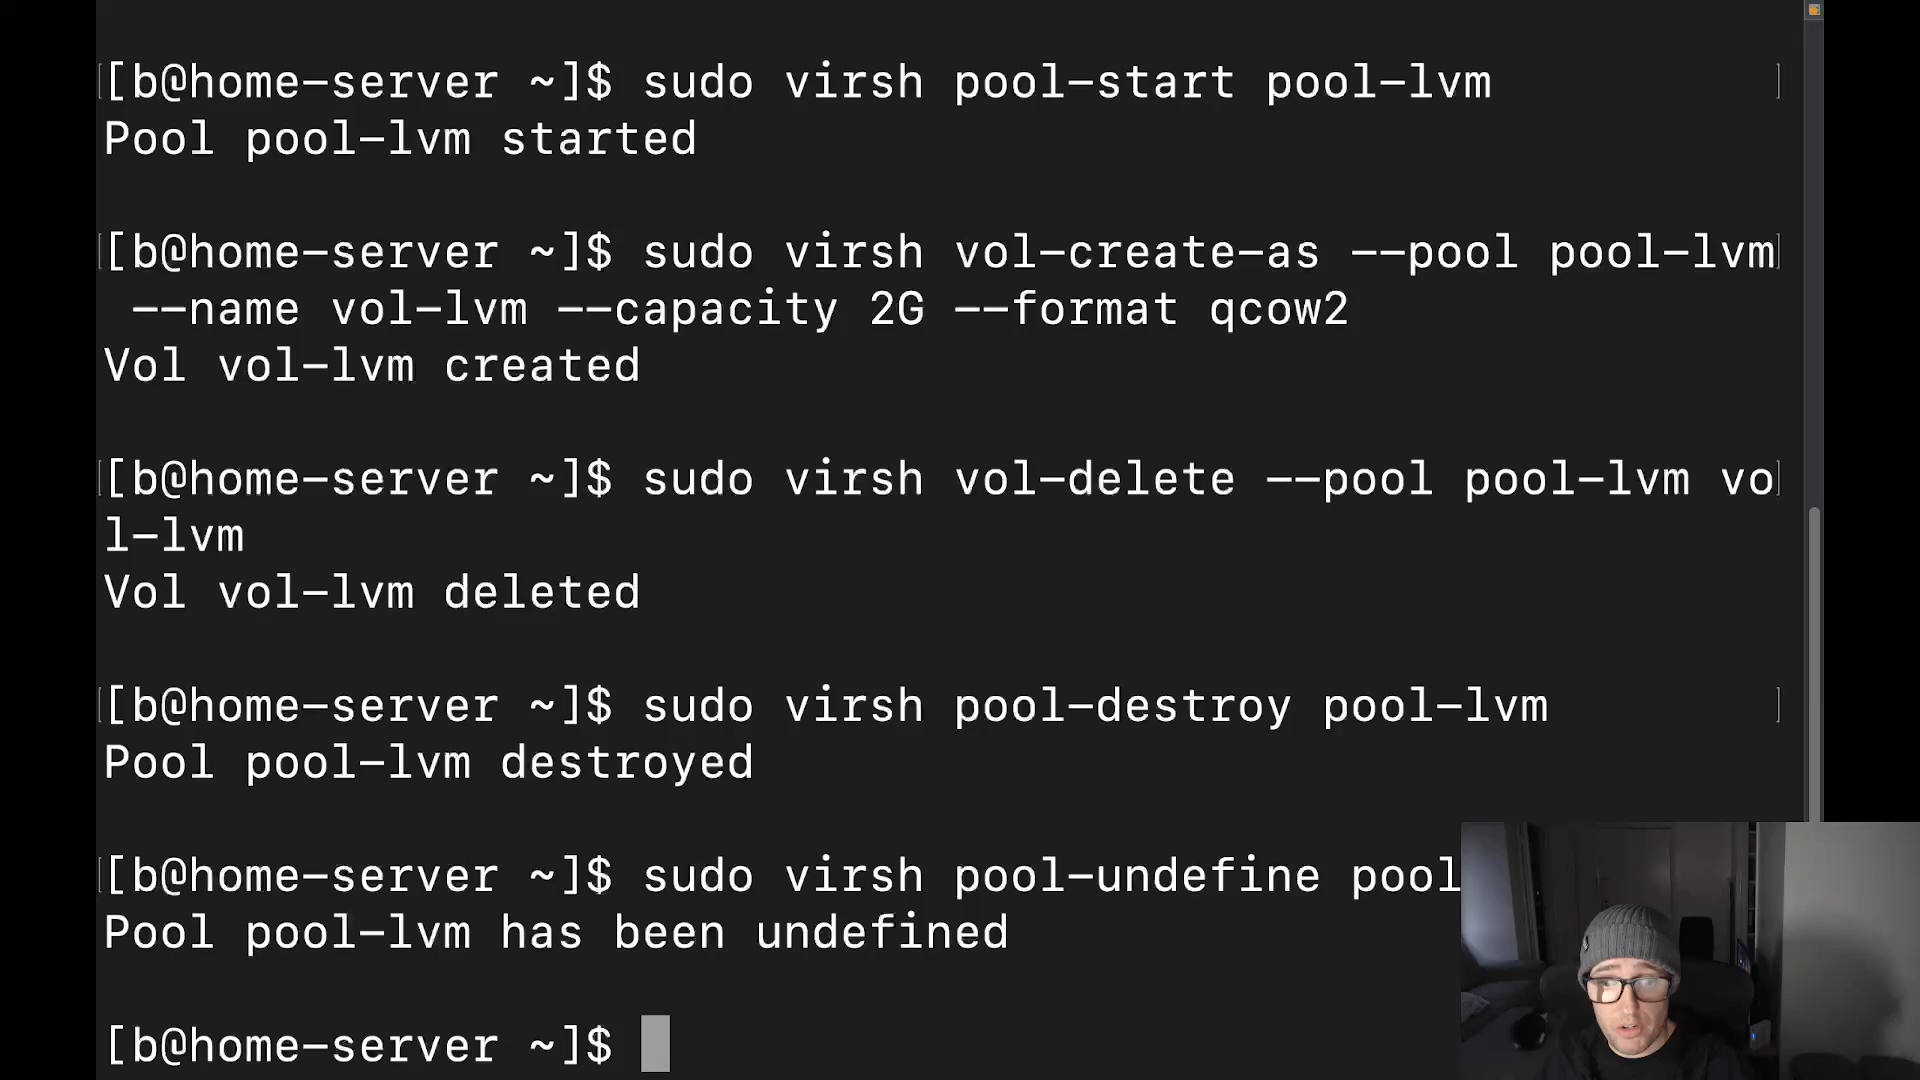 [b@home-server ~]$ sudo virsh pool-start pool-lvm
Pool pool-lvm started
[b@home-server ~]$ sudo virsh vol-create-as --pool pool-lvm
--name vol-lvm --capacity 2G --format qcow2
Vol vol-lvm created
[b@home-server ~]$ sudo virsh vol-delete --pool pool-lvm vo
l-lvm
Vol vol-lvm deleted
[b@home-server ~]$ sudo virsh pool-destroy pool-lvm
Pool pool-lvm destroyed
[b@home-server ~]$ sudo virsh pool-undefine pool
Pool pool-lvm has been undefined
[b@home-server ~]$